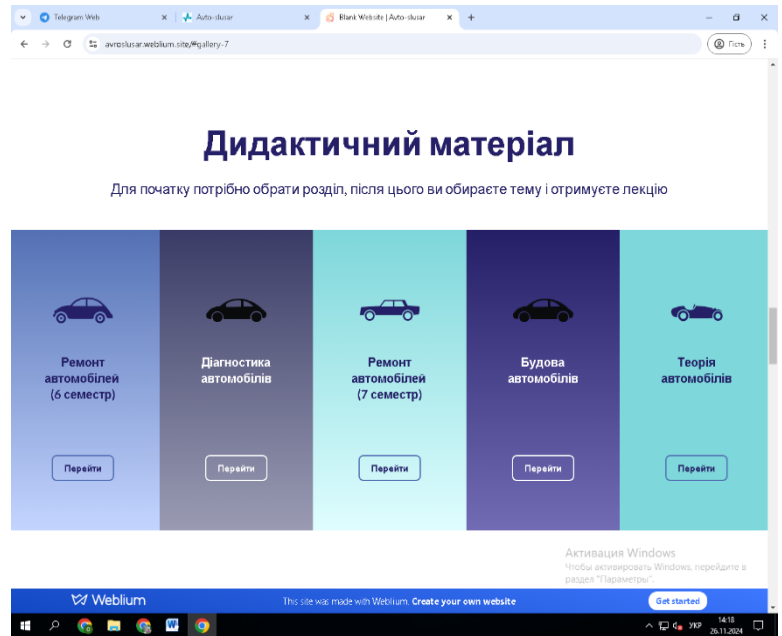 Telegram Web
Auto-slusar
Blank Website | Avto-slusar
avroslusar.weblium.site/#gallery-7
Гість
Дидактичний матеріал
Для початку потрібно обрати розділ, після цього ви обираєте тему і отримуєте лекцію
Ремонт
автомобілей
(6 семестр)
Перейти
Діагностика
автомобілів
Перейти
Ремонт
автомобілей
(7 семестр)
Перейти
Будова
автомобілів
Перейти
Теорія
автомобілів
Перейти
Активация Windows
Чтобы активировать Windows, перейдите в
раздел "Параметры".
Weblium
This site was made with Weblium. Create your own website
Get started
УКР
14:18
26.11.2024